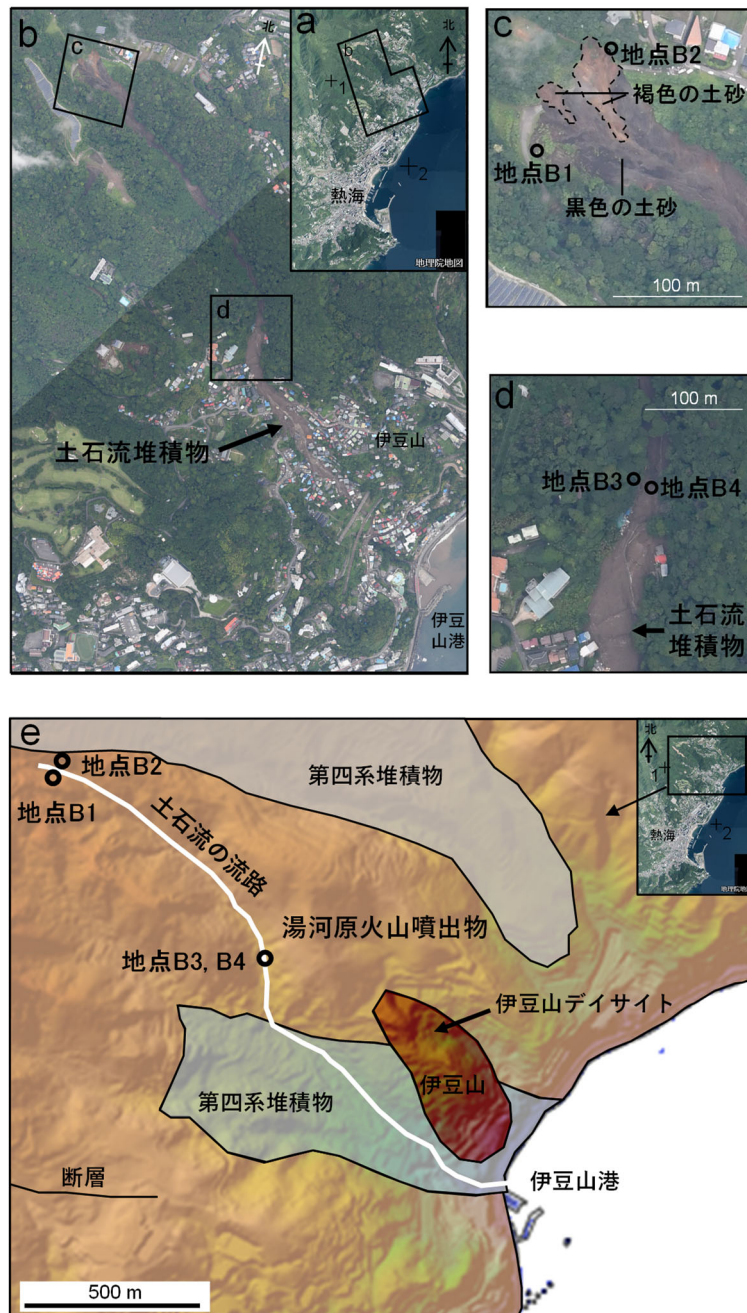 b
c
北
土石流堆積物
d
伊豆山
伊豆
山港
a
b
北
1
2
熱海
地理院地図
c
地点B2
褐色の土砂
地点B1
黒色の土砂
100 m
d
100 m
地点B3
地点B4
土石流
堆積物
e
地点B2
地点B1
土石流の流路
第四系堆積物
北
1
2
熱海
地理院地図
湯河原火山噴出物
地点B3, B4
伊豆山デイサイト
伊豆山
第四系堆積物
断層
伊豆山港
500 m